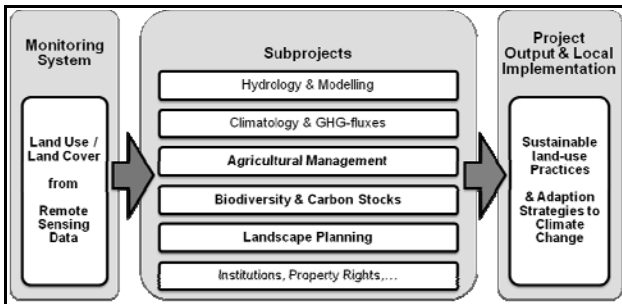 Monitoring
System
Land Use /
Land Cover
from
Remote
Sensing
Data
Subprojects
Hydrology & Modelling
Climatology & GHG-fluxes
Agricultural Management
Biodiversity & Carbon Stocks
Landscape Planning
Institutions, Property Rights,...
Project
Output & Local
Implementation
Sustainable
land-use
Practices
& Adaption
Strategies to
Climate
Change